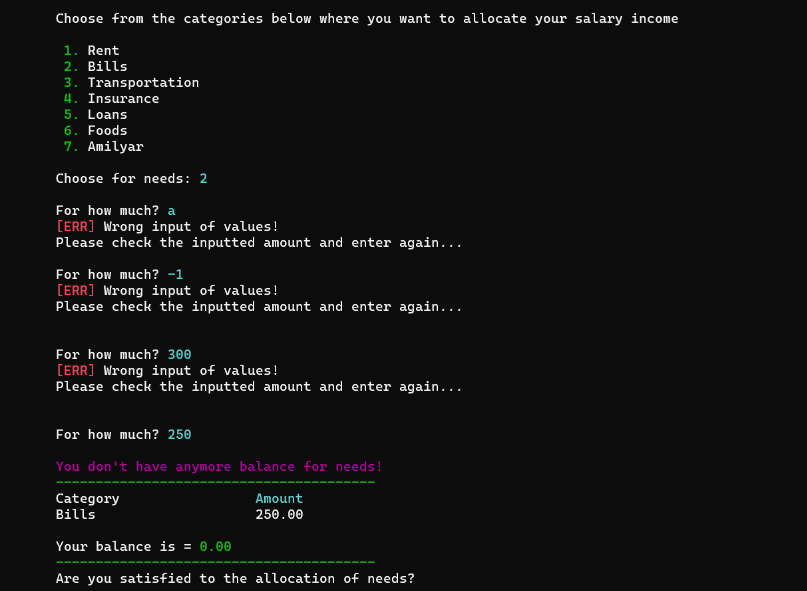 Choose from the categories below where you want to allocate your salary income
1. Rent
2. Bills
3. Transportation
4. Insurance
5. Loans
6. Foods
7. Amilyar
Choose for needs: 2
For how much? a
[ERR] Wrong input of values!
Please check the inputted amount and enter again...
For how much? -1
[ERR] Wrong input of values!
Please check the inputted amount and enter again...
For how much? 300
[ERR] Wrong input of values!
Please check the inputted amount and enter again...
For how much? 250
You don't have anymore balance for needs!
----------------------------------------
Category Amount
Bills 250.00
Your balance is = 0.00
----------------------------------------
Are you satisfied to the allocation of needs?